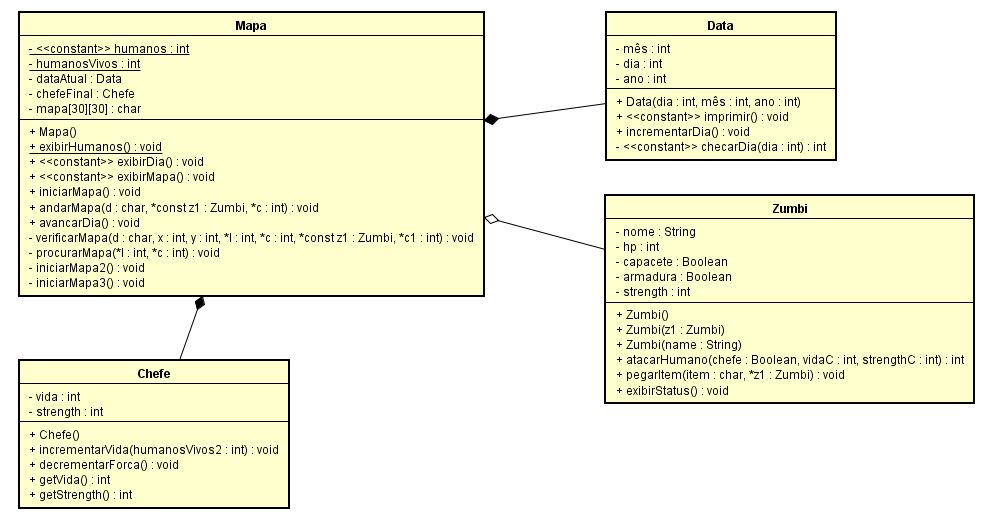 Mapa
- <<constant>> humanos : int
- humanosVivos : int
- dataAtual : Data
- chefeFinal : Chefe
- mapa[30][30] : char
+ Mapa()
+ exibirHumanos() : void
+ <<constant>> exibirDia() : void
+ <<constant>> exibirMapa() : void
+ iniciarMapa() : void
+ andarMapa(d : char, *const z1 : Zumbi, *c : int) : void
+ avancarDia() : void
- verificarMapa(d : char, x : int, y : int, *l : int, *c : int, *const z1 : Zumbi, *c1 : int) : void
- procurarMapa(*l : int, *c : int) : void
- iniciarMapa2() : void
- iniciarMapa3() : void
Data
- mês : int
- dia : int
- ano : int
+ Data(dia : int, mês : int, ano : int)
+ <<constant>> imprimir() : void
+ incrementarDia() : void
- <<constant>> checarDia(dia : int) : int
Zumbi
- nome : String
- hp : int
- capacete : Boolean
- armadura : Boolean
- strength : int
+ Zumbi()
+ Zumbi(z1 : Zumbi)
+ Zumbi(name : String)
+ atacarHumano(chefe : Boolean, vidaC : int, strengthC : int) : int
+ pegarItem(item : char, *z1 : Zumbi) : void
+ exibirStatus() : void
Chefe
- vida : int
- strength : int
+ Chefe()
+ incrementarVida(humanosVivos2 : int) : void
+ decrementarForca() : void
+ getVida() : int
+ getStrength() : int